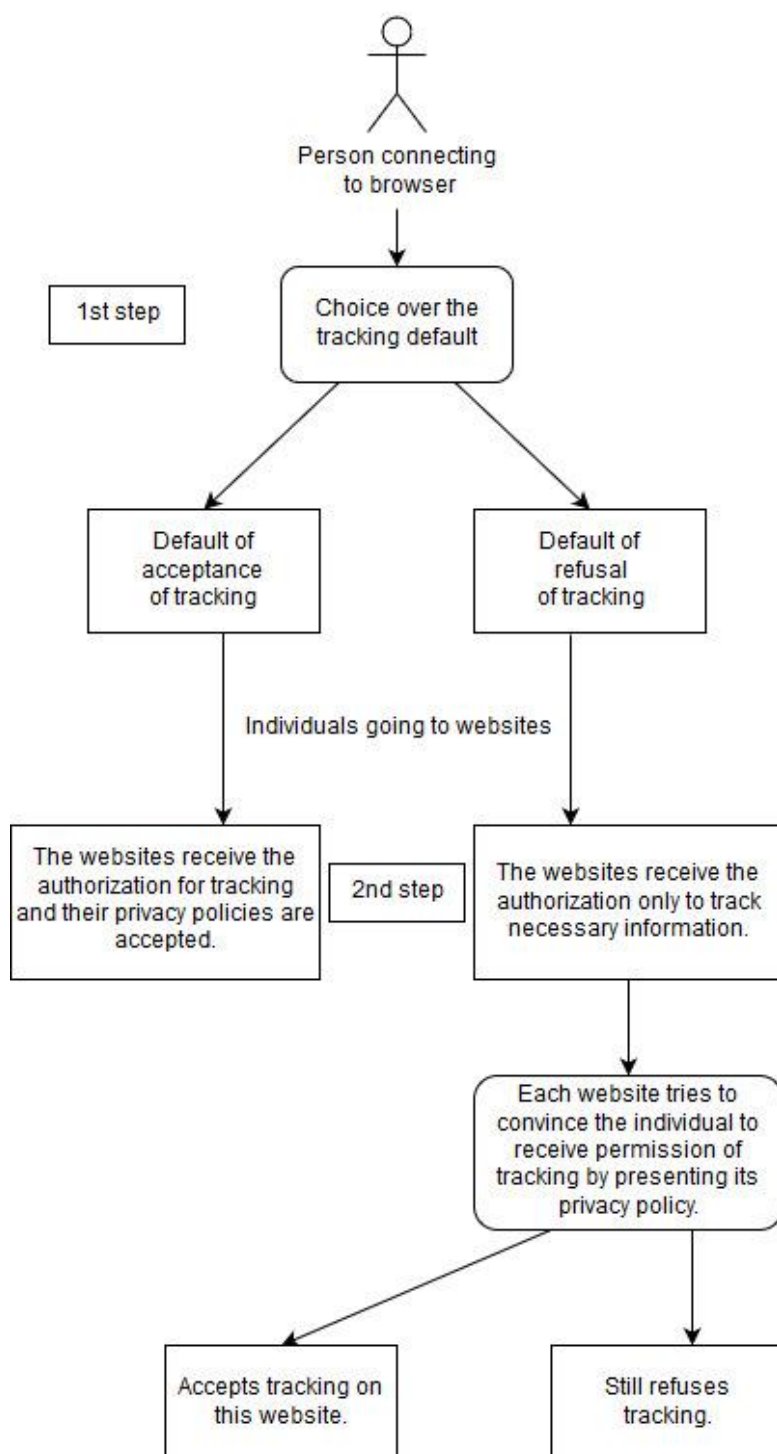 Person connecting
to browser
1st step
Choice over the
tracking default
Default of
acceptance
of tracking
Default of
refusal
of tracking
Individuals going to websites
The websites receive the
authorization for tracking
and their privacy policies are
accepted.
2nd step
The websites receive the
authorization only to track
necessary information.
Each website tries to
convince the individual to
receive permission of
tracking by presenting its
privacy policy.
Accepts tracking on
this website.
Still refuses
tracking.